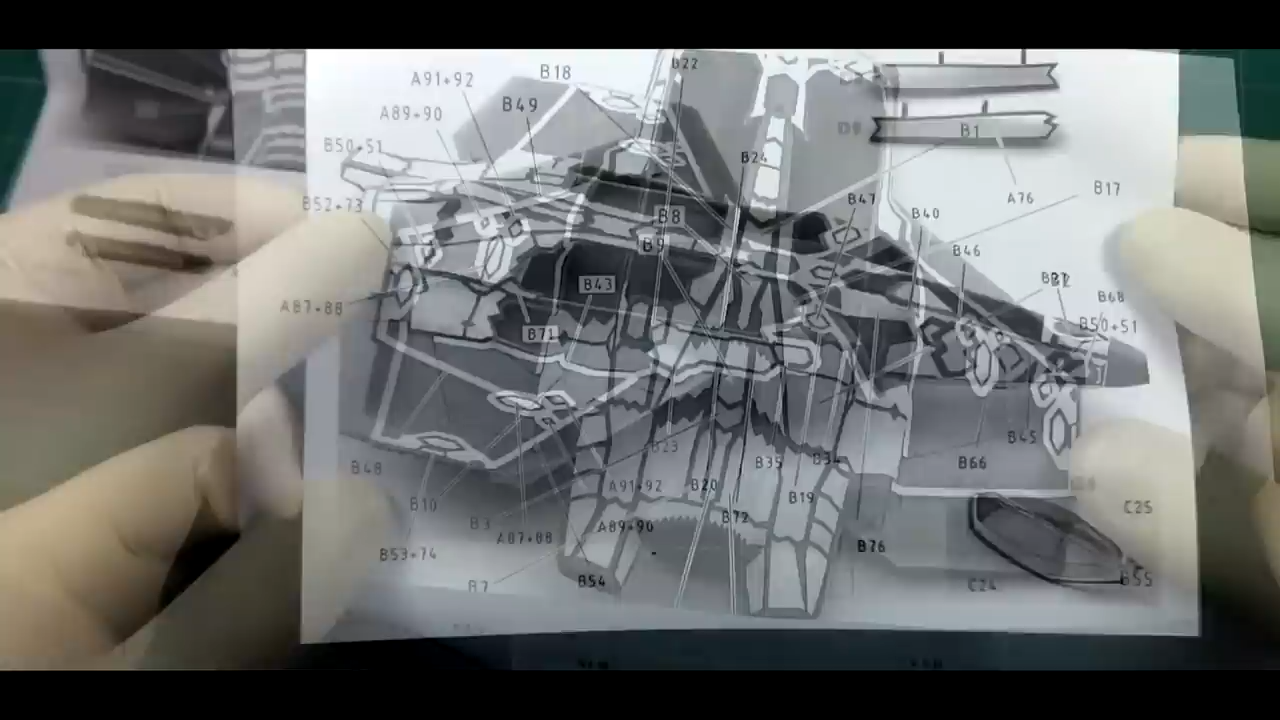 B22
A91+92
B18
A89+90
B49
B50+51
B1
B24
B52+73
A76
B17
B47
B8
B40
B9
B46
B43
B68
A87+88
B50+51
B71
B45
B23
B35
B34
B66
B48
A91+92
B20
B19
B10
C25
B3
B72
A89+90
A87+88
B53+74
B76
B7
B54
C24
B55